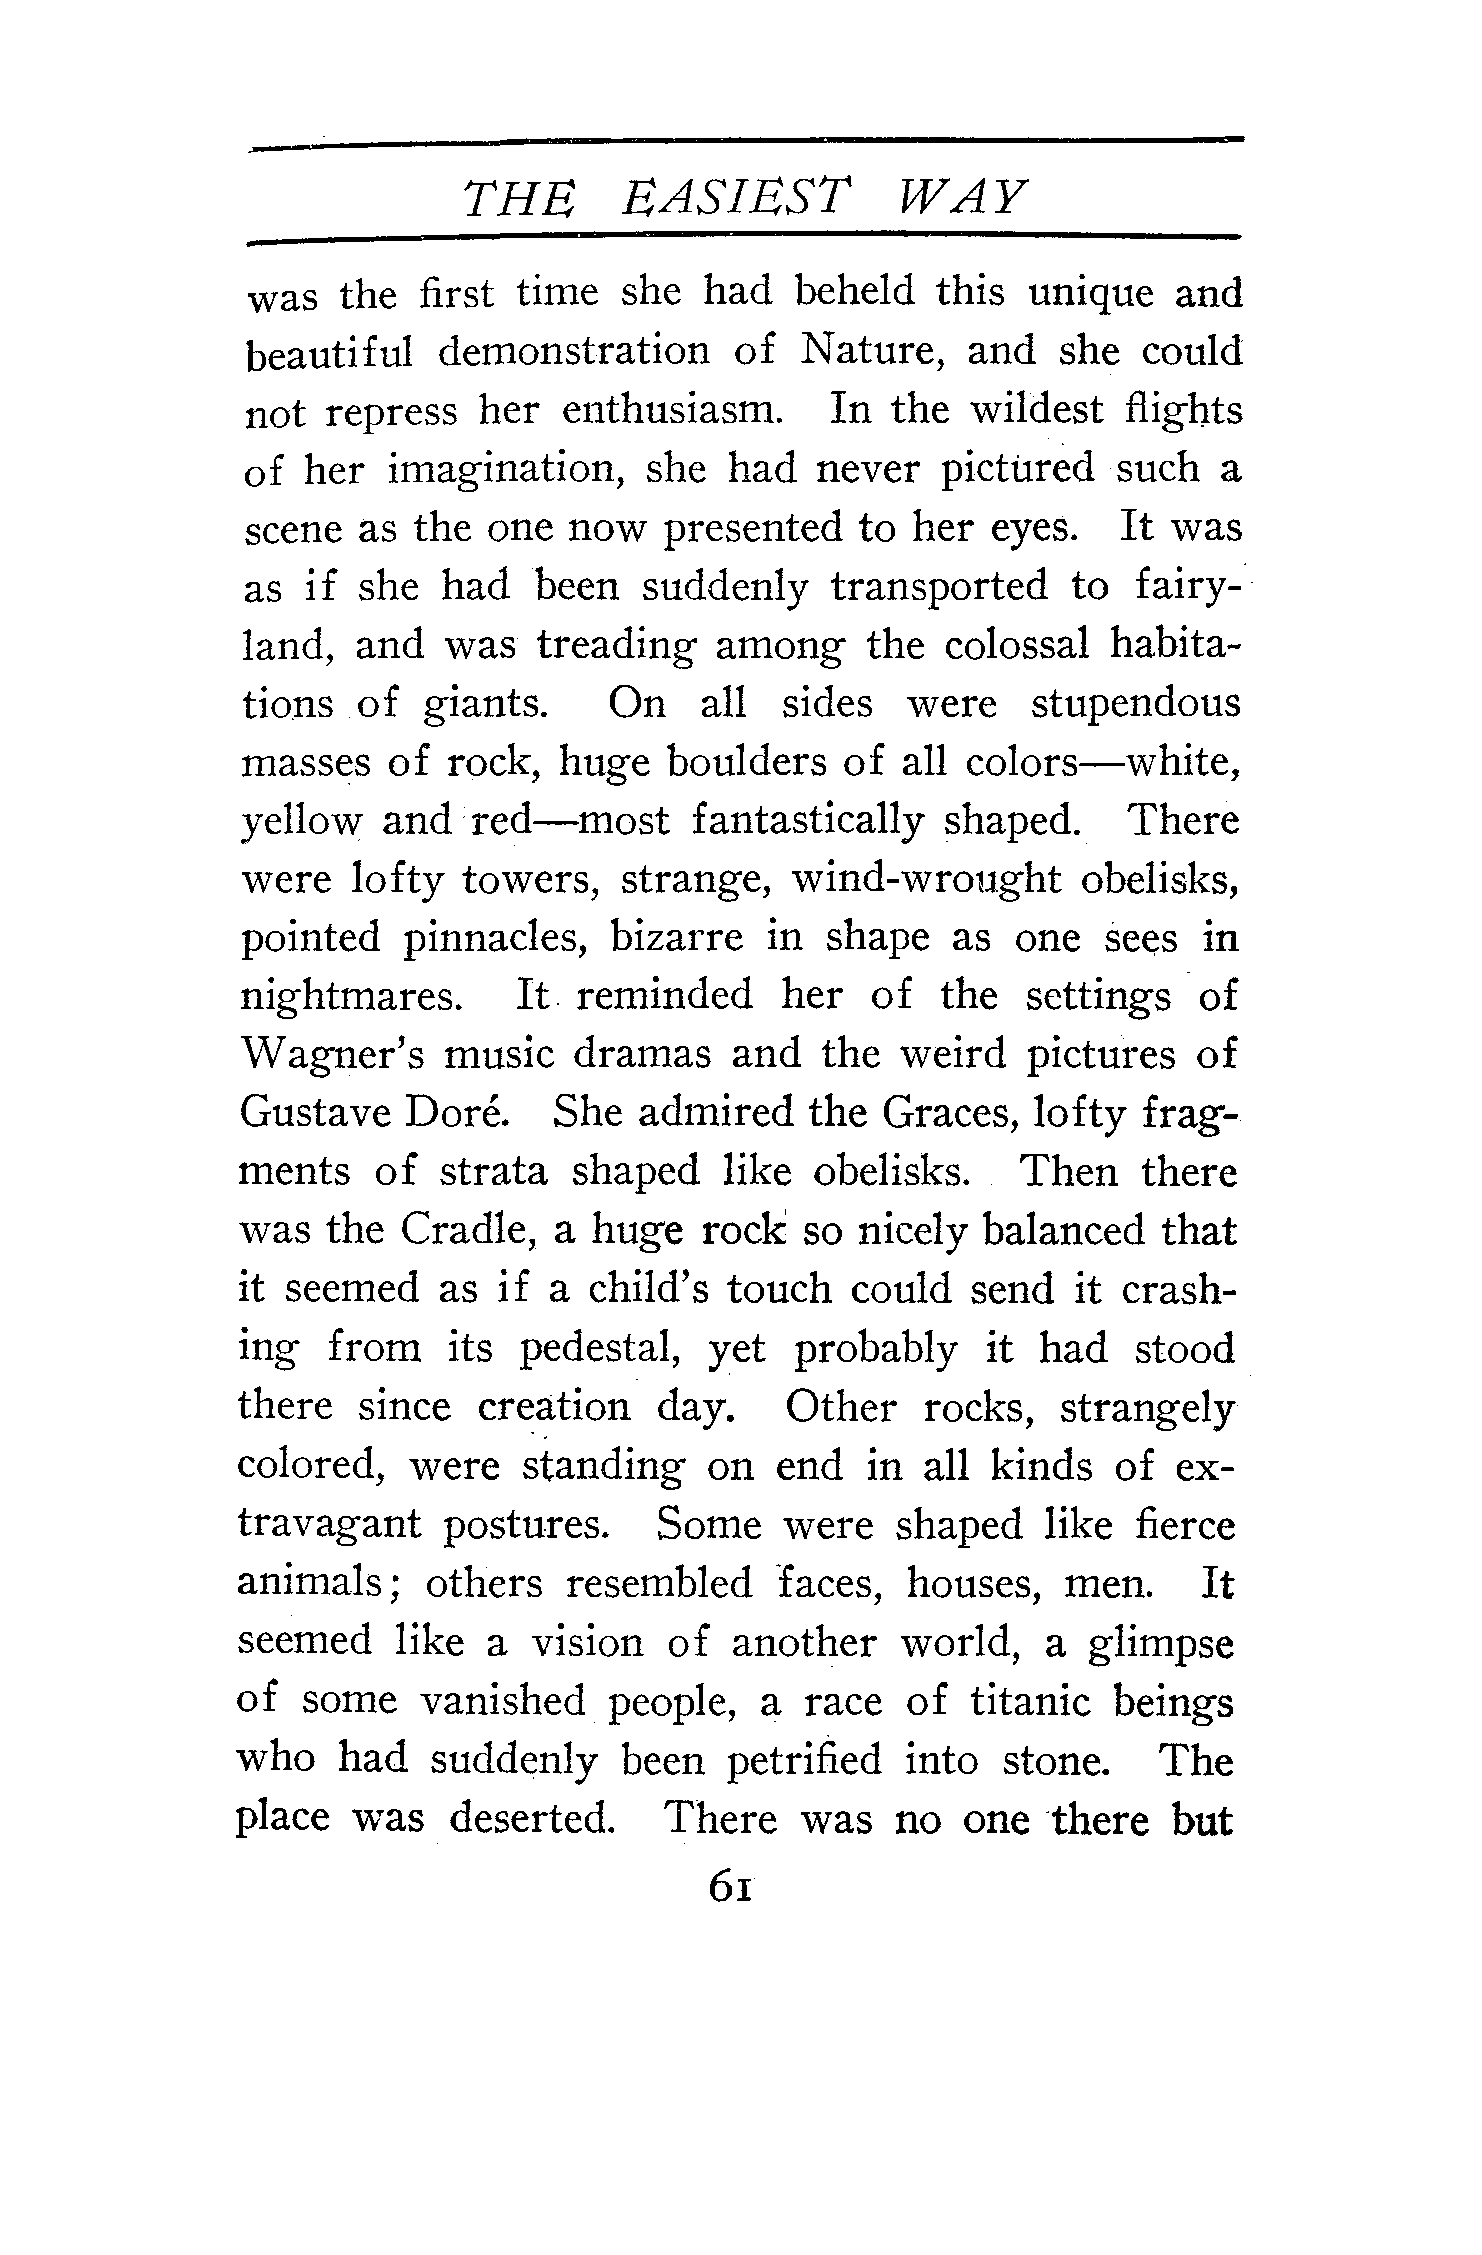 THE EASIEST WAY
was the first time she had beheld this unique and
beautiful demonstration of Nature, and she could
not repress her enthusiasm. In the wildest flights
of her imagination, she had never pictured such a
scene as the one now presented to her eyes. It was
as if she had been suddenly transported to fairy-
land, and was treading among the colossal habita-
tions of giants. On all sides were stupendous
masses of rock, huge boulders of all colors—white,
yellow and red—most fantastically shaped. There
were lofty towers, strange, wind-wrought obelisks,
pointed pinnacles, bizarre in shape as one sees in
nightmares. It reminded her of the settings of
Wagner's music dramas and the weird pictures of
Gustave Doré. She admired the Graces, lofty frag-
ments of strata shaped like obelisks. Then there
was the Cradle, a huge rock so nicely balanced that
it seemed as if a child's touch could send it crash-
ing from its pedestal, yet probably it had stood
there since creation day. Other rocks, strangely
colored, were standing on end in all kinds of ex-
travagant postures. Some were shaped like fierce
animals; others resembled faces, houses, men. It
seemed like a vision of another world, a glimpse
of some vanished people, a race of titanic beings
who had suddenly been petrified into stone. The
place was deserted. There was no one there but
61